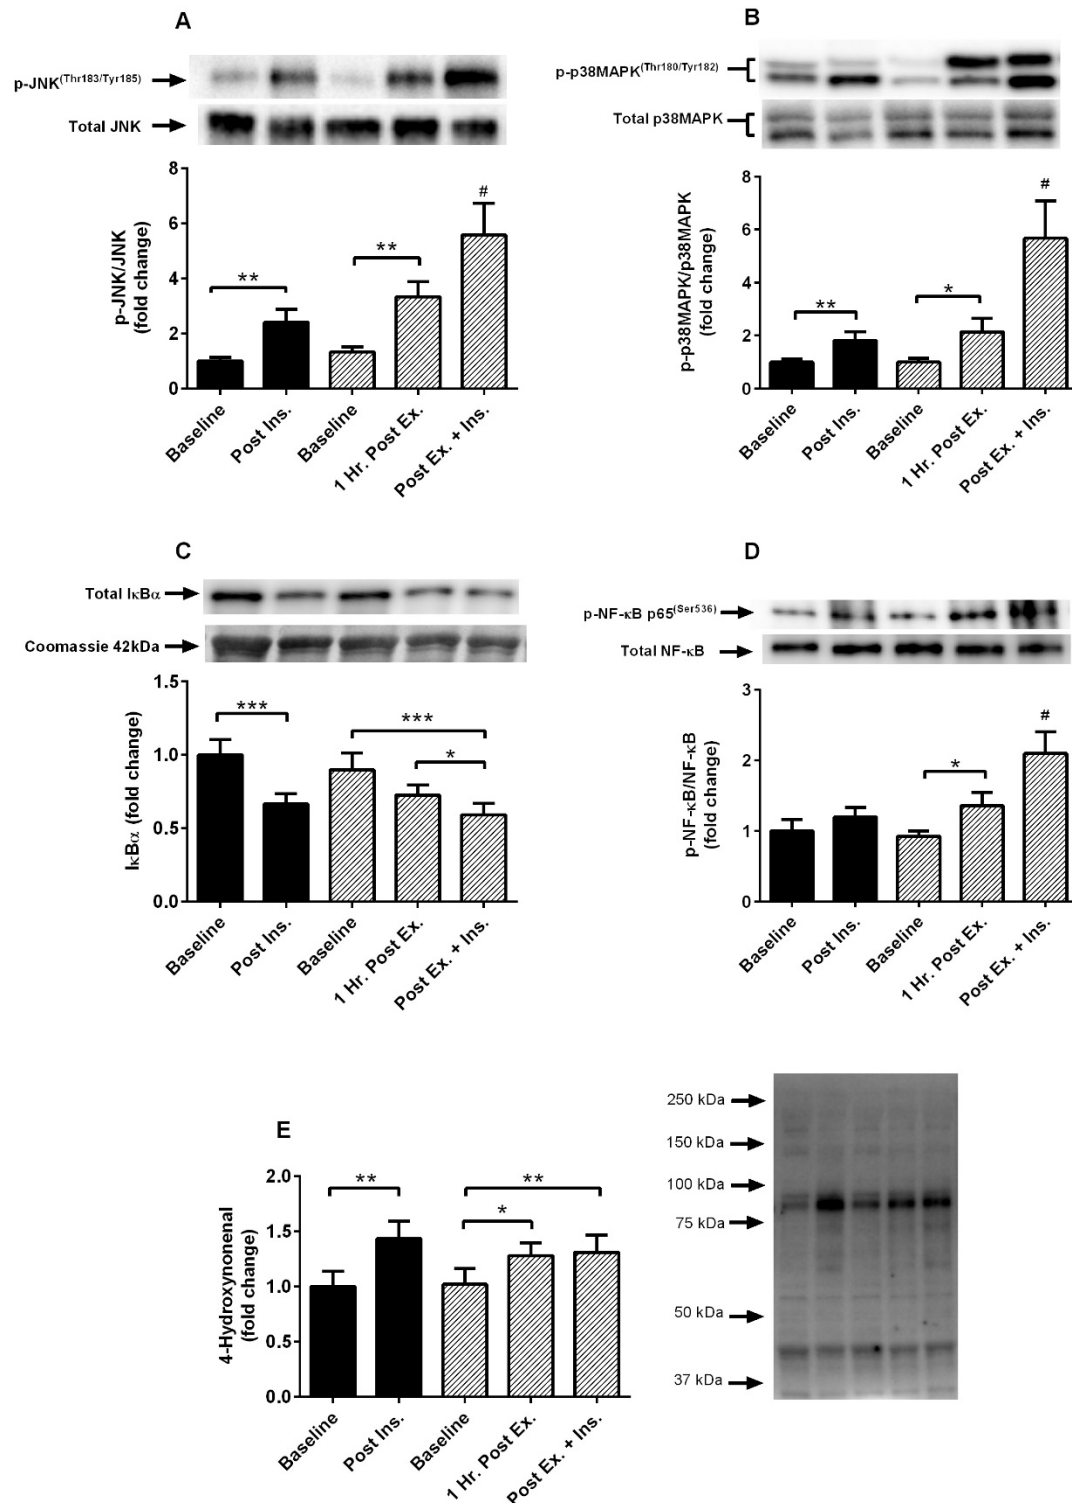 A
p-JNK(Thr183/Tyr185)
Total JNK
8
6
4
2
0
p-JNK/JNK
(fold change)
**
**
#
Baseline
Post Ins.
Baseline
1 Hr. Post Ex.
Post Ex. + Ins.
B
p-p38MAPK(Thr180/Tyr182)
Total p38MAPK
8
6
4
2
0
p-p38MAPK/p38MAPK
(fold change)
**
*
#
Baseline
Post Ins.
Baseline
1 Hr. Post Ex.
Post Ex. + Ins.
C
Total IκBα
Coomassie 42kDa
1.5
1.0
0.5
0.0
IκBα (fold change)
***
***
*
Baseline
Post Ins.
Baseline
1 Hr. Post Ex.
Post Ex. + Ins.
D
p-NF-κB p65(Ser536)
Total NF-κB
3
2
1
0
p-NF-κB/NF-κB
(fold change)
*
#
Baseline
Post Ins.
Baseline
1 Hr. Post Ex.
Post Ex. + Ins.
E
2.0
1.5
1.0
0.5
0.0
4-Hydroxynonenal
(fold change)
**
**
*
Baseline
Post Ins.
Baseline
1 Hr. Post Ex.
Post Ex. + Ins.
250 kDa
150 kDa
100 kDa
75 kDa
50 kDa
37 kDa